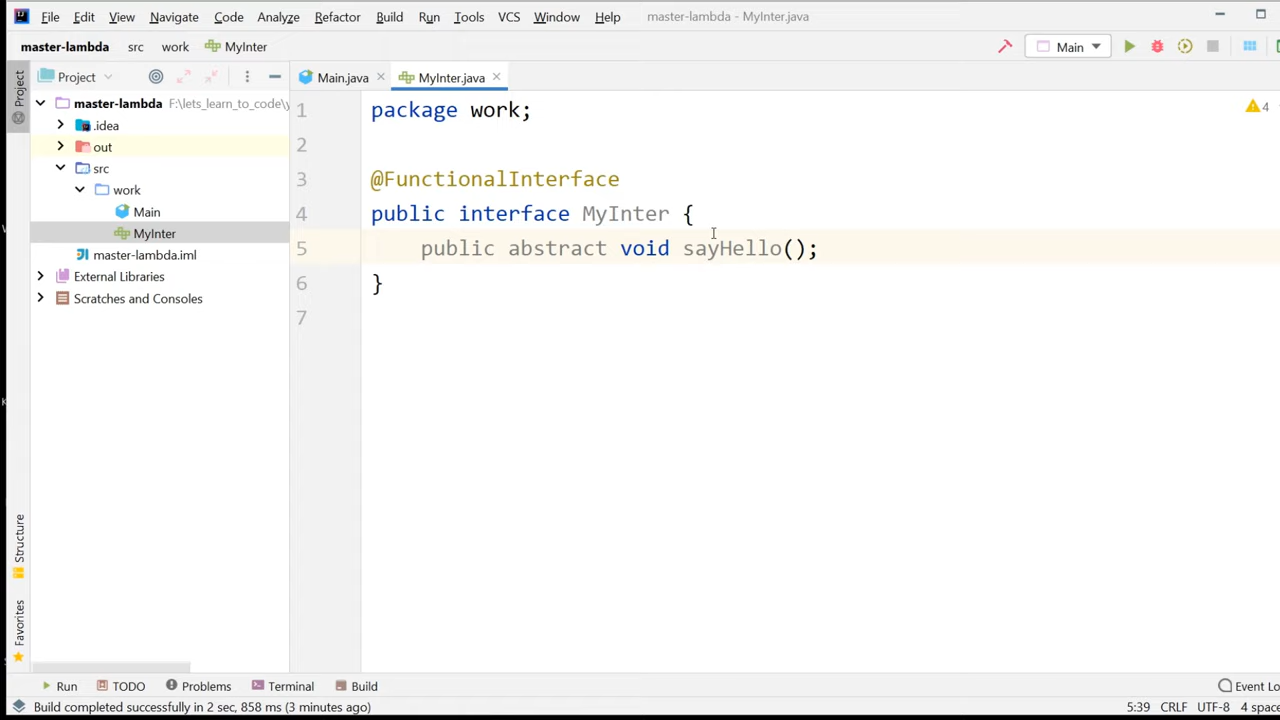 File Edit View Navigate Code Analyze Refactor Build Run Tools VCS Window Help master-lambda - MyInter.java
master-lambda src work MyInter Main
Project Main.java MyInter.java
Project
master-lambda F:\lets_learn_to_code\y
.idea
out
src
work
Main
MyInter
master-lambda.iml
External Libraries
Scratches and Consoles
1 package work;
2
3 @FunctionalInterface
4 public interface MyInter {
5 public abstract void sayHello();
6 }
7
4
Structure
Favorites
Run TODO Problems Terminal Build Event Lo
Build completed successfully in 2 sec, 858 ms (3 minutes ago) 5:39 CRLF UTF-8 4 space